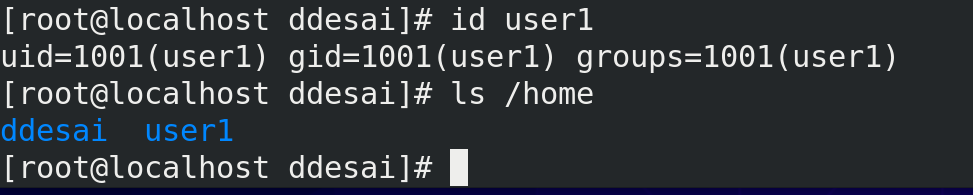 [root@localhost ddesai]# id user1
uid=1001(user1) gid=1001(user1) groups=1001(user1)
[root@localhost ddesai]# ls /home
ddesai  user1
[root@localhost ddesai]#